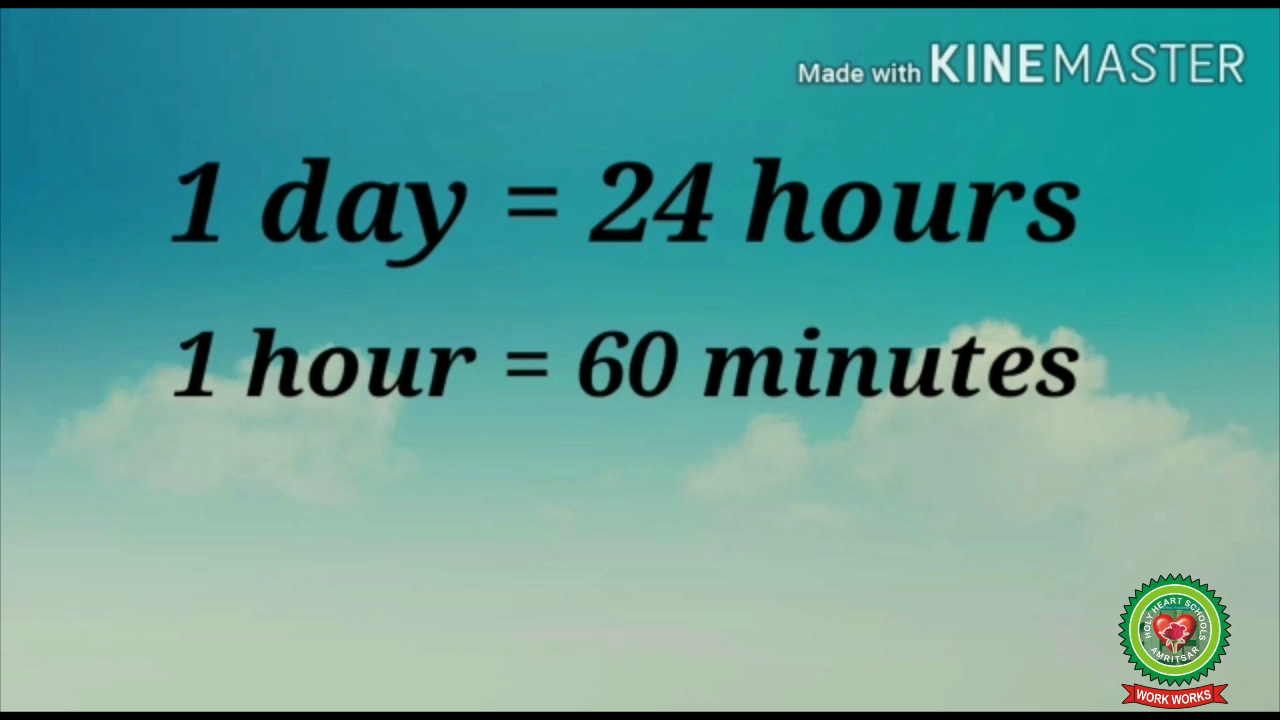 Made with KINEMASTER
1 day = 24 hours
1 hour = 60 minutes
HOLY HEART SCHOOLS
AMRITSAR
WORK WORKS